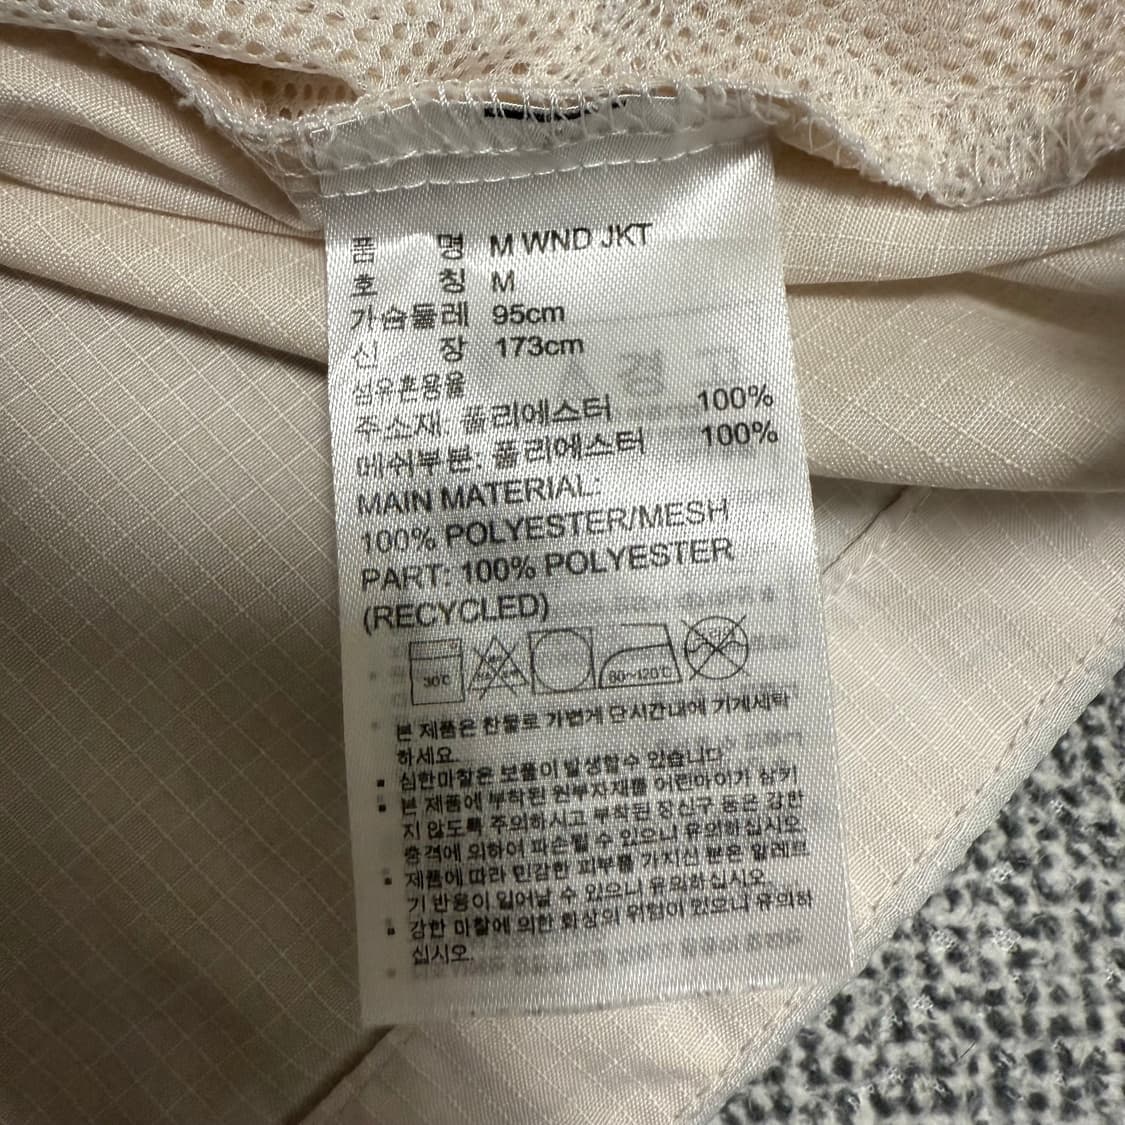 품 명 M WND JKT
호 칭 M
가슴둘레 95cm
신 장 173cm
섬유혼용율
주소재: 폴리에스터 100%
메쉬부분: 폴리에스터 100%
MAIN MATERIAL:
100% POLYESTER/MESH
PART: 100% POLYESTER
(RECYCLED)
30℃ 80~120℃
본 제품은 찬물로 가볍게 단시간내에 기계세탁
하세요.
▪ 심한마찰은 보풀이 발생할수 있습니다
▪ 본 제품에 부착된 원부자재를 어린아이가 삼키
지 않도록 주의하시고 부착된 장신구 등은 강한
충격에 의하여 파손될 수 있으니 유의하십시오.
▪ 제품에 따라 민감한 피부를 가지신 분은 알레르
기 반응이 일어날 수 있으니 유의하십시오.
▪ 강한 마찰에 의한 화상의 위험이 있으니 유의하
십시오.